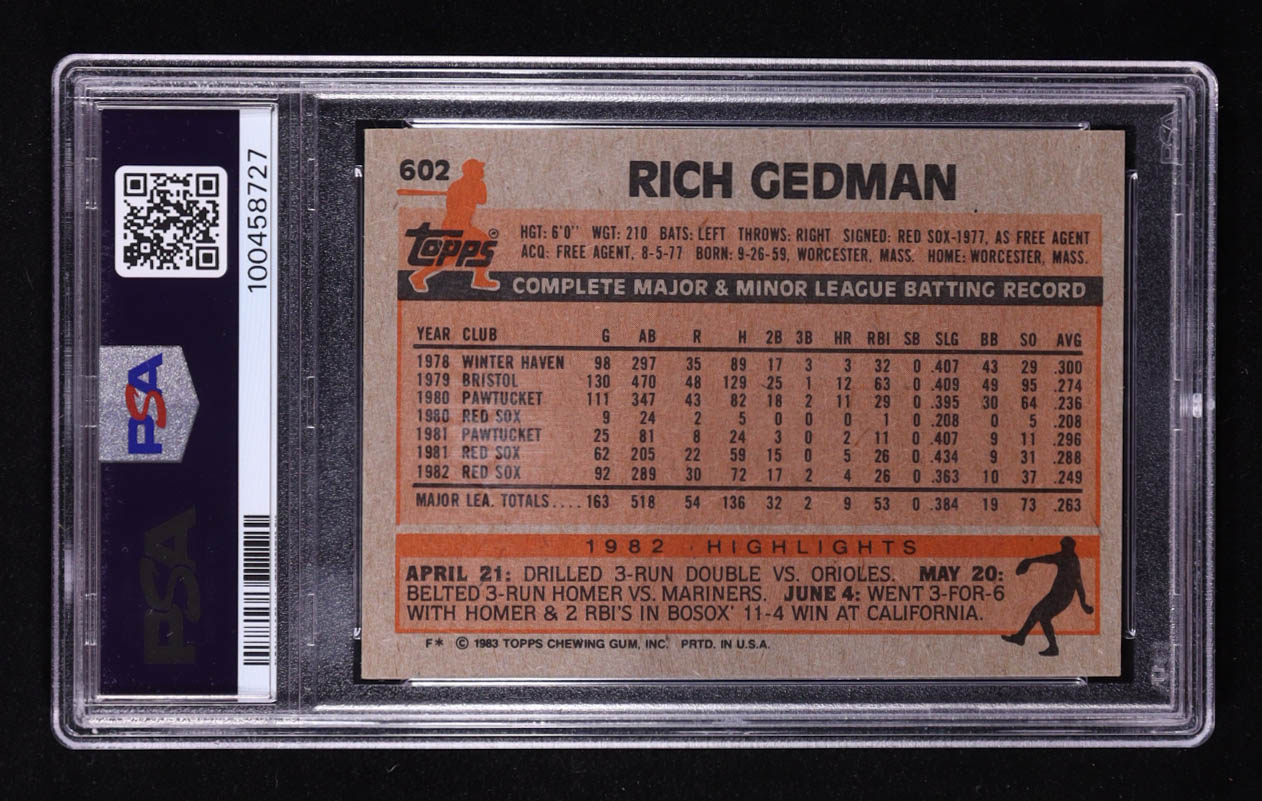 100458727
PSA
PSA
PSA
602
RICH GEDMAN
Topps®
HGT: 6'0" WGT: 210 BATS: LEFT THROWS: RIGHT SIGNED: RED SOX-1977, AS FREE AGENT
ACQ: FREE AGENT, 8-5-77 BORN: 9-26-59, WORCESTER, MASS. HOME: WORCESTER, MASS.
COMPLETE MAJOR & MINOR LEAGUE BATTING RECORD
YEAR CLUB G AB R H 2B 3B HR RBI SB SLG BB SO AVG
1978 WINTER HAVEN 98 297 35 89 17 3 3 32 0 .407 43 29 .300
1979 BRISTOL 130 470 48 129 25 1 12 63 0 .409 49 95 .274
1980 PAWTUCKET 111 347 43 82 18 2 11 29 0 .395 30 64 .236
1980 RED SOX 9 24 2 5 0 0 0 1 0 .208 0 5 .208
1981 PAWTUCKET 25 81 8 24 3 0 2 11 0 .407 9 11 .296
1981 RED SOX 62 205 22 59 15 0 5 26 0 .434 9 31 .288
1982 RED SOX 92 289 30 72 17 2 4 26 0 .363 10 37 .249
MAJOR LEA. TOTALS.... 163 518 54 136 32 2 9 53 0 .384 19 73 .263
1982 HIGHLIGHTS
APRIL 21: DRILLED 3-RUN DOUBLE VS. ORIOLES. MAY 20:
BELTED 3-RUN HOMER VS. MARINERS. JUNE 4: WENT 3-FOR-6
WITH HOMER & 2 RBI'S IN BOSOX' 11-4 WIN AT CALIFORNIA.
F* © 1983 TOPPS CHEWING GUM, INC. PRTD. IN U.S.A.